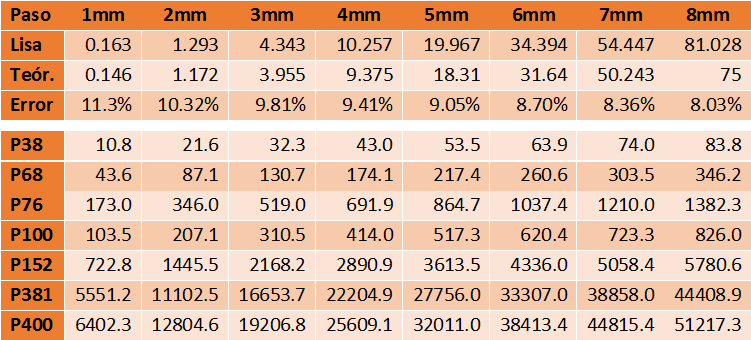 Paso 1mm 2mm 3mm 4mm 5mm 6mm 7mm 8mm
Lisa 0.163 1.293 4.343 10.257 19.967 34.394 54.447 81.028
Teór. 0.146 1.172 3.955 9.375 18.31 31.64 50.243 75
Error 11.3% 10.32% 9.81% 9.41% 9.05% 8.70% 8.36% 8.03%
P38 10.8 21.6 32.3 43.0 53.5 63.9 74.0 83.8
P68 43.6 87.1 130.7 174.1 217.4 260.6 303.5 346.2
P76 173.0 346.0 519.0 691.9 864.7 1037.4 1210.0 1382.3
P100 103.5 207.1 310.5 414.0 517.3 620.4 723.3 826.0
P152 722.8 1445.5 2168.2 2890.9 3613.5 4336.0 5058.4 5780.6
P381 5551.2 11102.5 16653.7 22204.9 27756.0 33307.0 38858.0 44408.9
P400 6402.3 12804.6 19206.8 25609.1 32011.0 38413.4 44815.4 51217.3